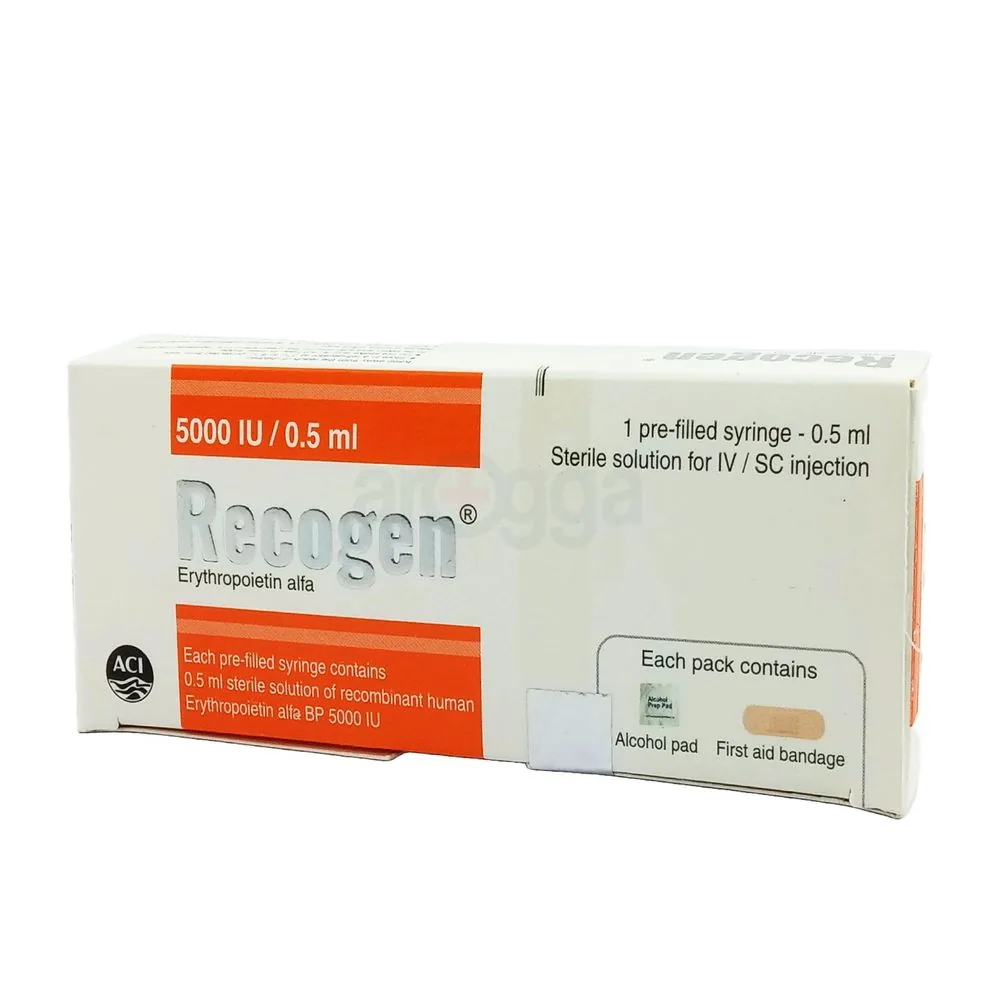 Recogen®
5000 IU / 0.5 ml
Recogen®
Erythropoietin alfa
Each pre-filled syringe contains
0.5 ml sterile solution of recombinant human
Erythropoietin alfa BP 5000 IU
ACI
1 pre-filled syringe - 0.5 ml
Sterile solution for IV / SC injection
arogga
Each pack contains
Alcohol
Prep Pad
Alcohol pad
First aid bandage